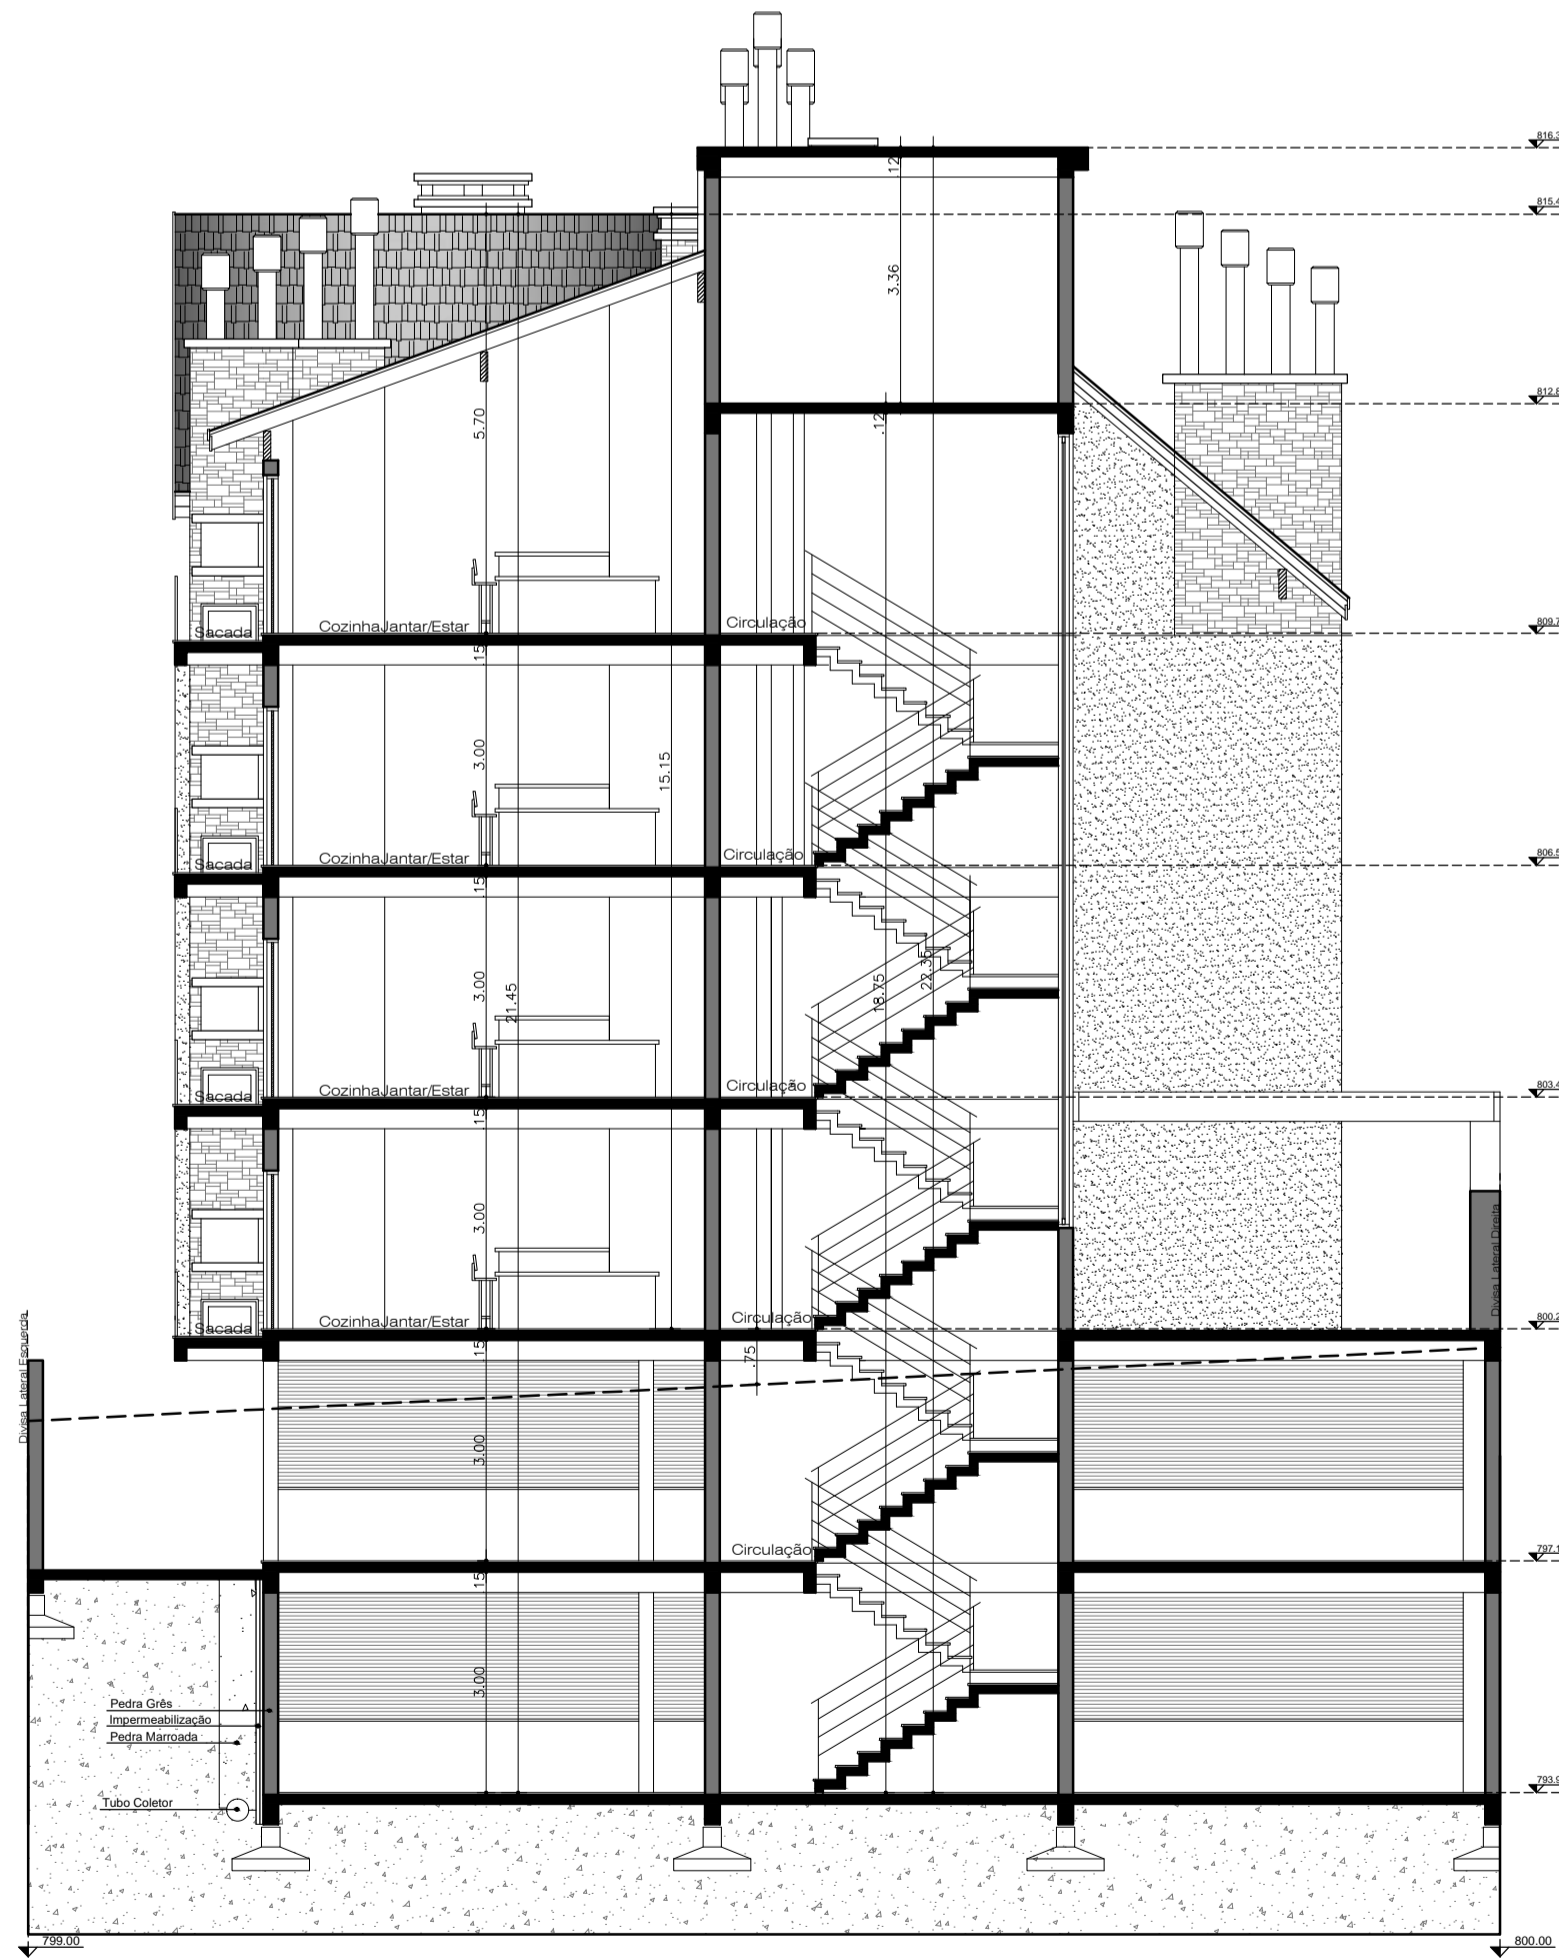 816.3
.12
815.4
3.36
812.8
.12
5.70
Sacada
CozinhaJantar/Estar
Circulação
809.7
.15
3.00
15.15
Sacada
CozinhaJantar/Estar
Circulação
806.5
.15
3.00
21.45
18.75
22.35
Sacada
CozinhaJantar/Estar
Circulação
803.4
.15
3.00
Divisa Lateral Direita
Sacada
CozinhaJantar/Estar
Circulação
800.2
.15
.75
Divisa Lateral Esquerda
3.00
Circulação
797.1
.15
3.00
Pedra Grês
Impermeabilização
Pedra Marroada
Tubo Coletor
793.9
799.00
800.00